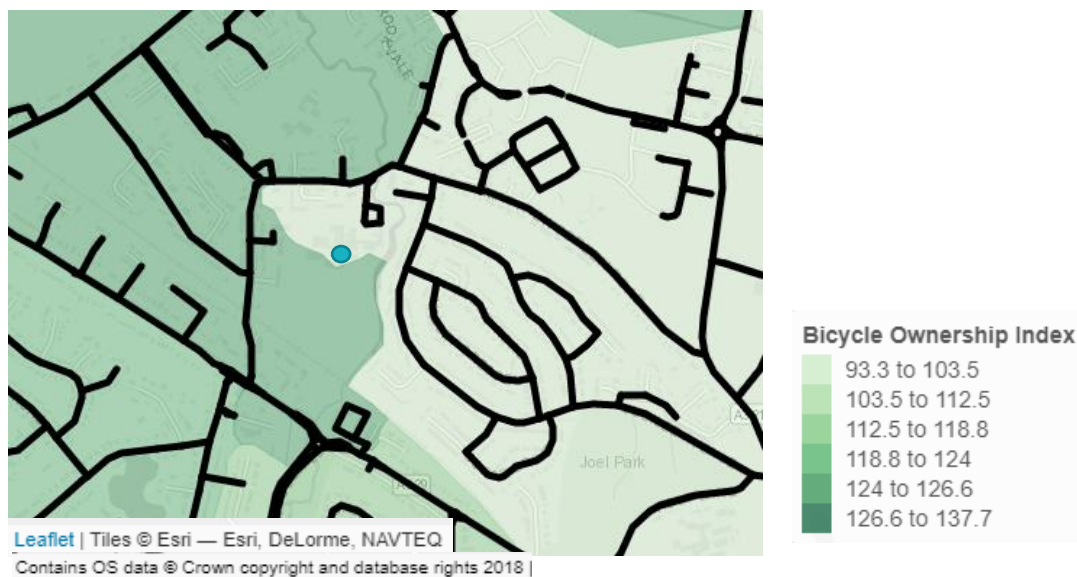 Bicycle Ownership Index
93.3 to 103.5
103.5 to 112.5
112.5 to 118.8
118.8 to 124
124 to 126.6
126.6 to 137.7
Joel Park
Leaflet | Tiles © Esri — Esri, DeLorme, NAVTEQ
Contains OS data © Crown copyright and database rights 2018 |